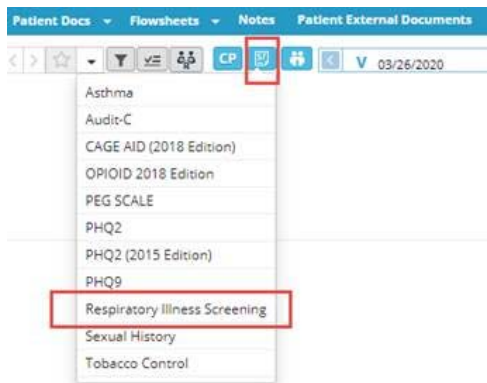 Patient Docs Flowsheets Notes Patient External Documents
CP V 03/26/2020
Asthma
Audit-C
CAGE AID (2018 Edition)
OPIOID 2018 Edition
PEG SCALE
PHQ2
PHQ2 (2015 Edition)
PHQ9
Respiratory Illness Screening
Sexual History
Tobacco Control